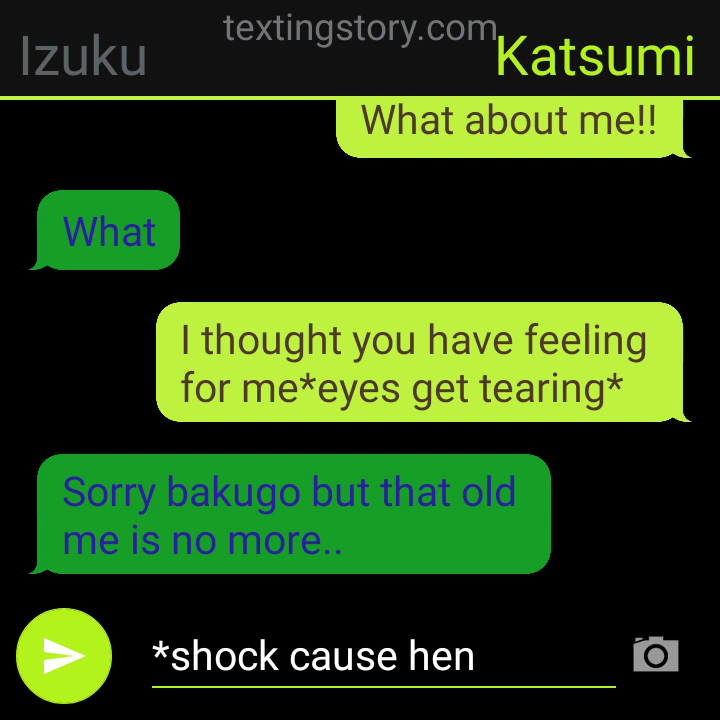 textingstory.com
Izuku
Katsumi
What about me!!
What
I thought you have feeling
for me*eyes get tearing*
Sorry bakugo but that old
me is no more..
*shock cause hen